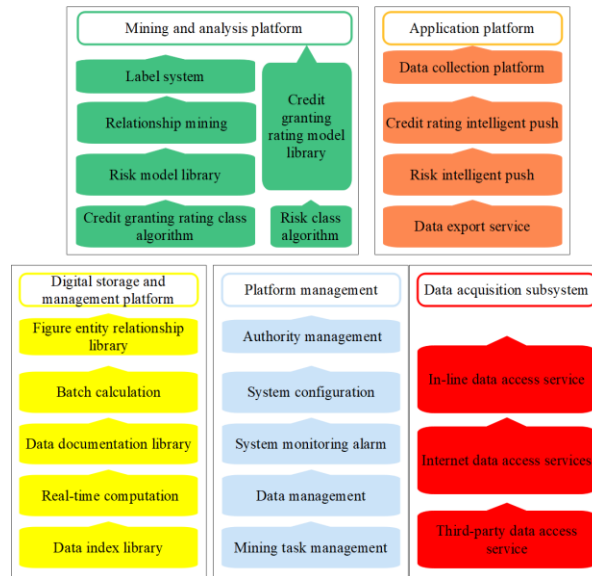 Mining and analysis platform
Label system
Relationship mining
Risk model library
Credit granting rating class
algorithm
Credit
granting
rating model
library
Risk class
algorithm
Application platform
Data collection platform
Credit rating intelligent push
Risk intelligent push
Data export service
Digital storage and
management platform
Figure entity relationship
library
Batch calculation
Data documentation library
Real-time computation
Data index library
Platform management
Authority management
System configuration
System monitoring alarm
Data management
Mining task management
Data acquisition subsystem
In-line data access service
Internet data access services
Third-party data access
service